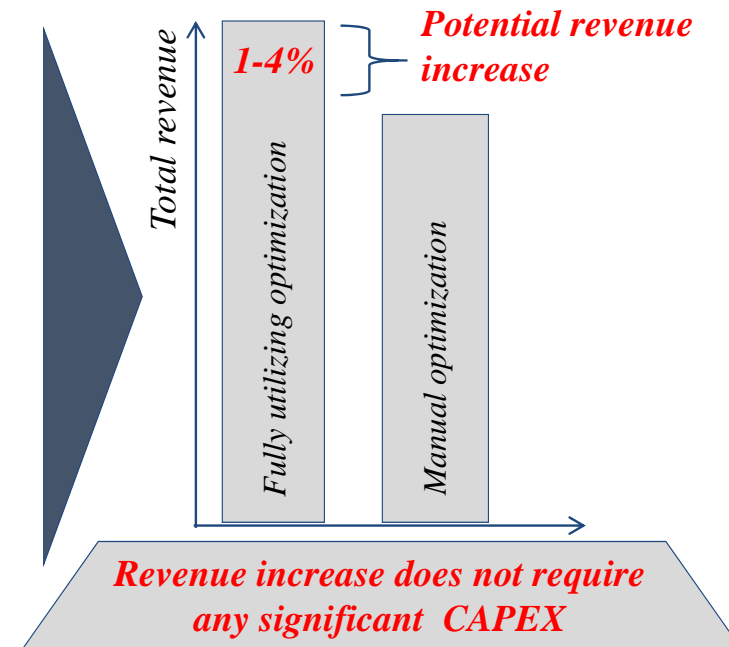 Total revenue
1-4%
Potential revenue
increase
Fully utilizing optimization
Manual optimization
Revenue increase does not require
any significant CAPEX